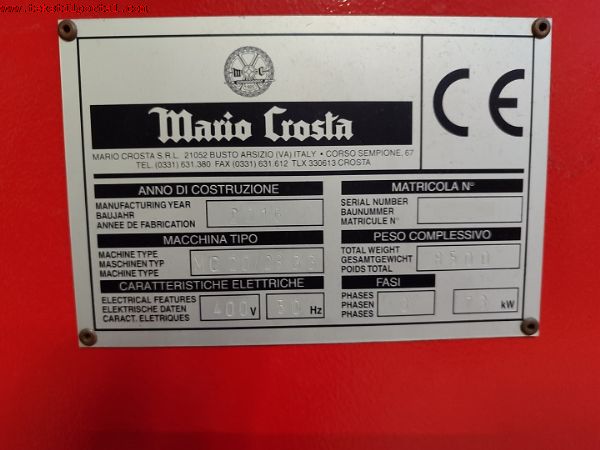 M C
Mario Crosta
MARIO CROSTA S.R.L. 21052 BUSTO ARSIZIO (VA) ITALY • CORSO SEMPIONE, 67
TEL. (0331) 631.380 FAX (0331) 631.612 TLX 330613 CROSTA
CE
ANNO DI COSTRUZIONE
MANUFACTURING YEAR
BAUJAHR
ANNEE DE FABRICATION
MATRICOLA N°
SERIAL NUMBER
BAUNUMMER
MATRICULE N°
MACCHINA TIPO
MACHINE TYPE
MASCHINEN TYP
MACHINE TYPE
PESO COMPLESSIVO
TOTAL WEIGHT
GESAMTGEWICHT
POIDS TOTAL
8500
CARATTERISTICHE ELETTRICHE
ELECTRICAL FEATURES
ELEKTRISCHE DATEN
CARACT. ELETRIQUES
400 V
50 Hz
FASI
PHASES
PHASEN
PHASES
3
kW